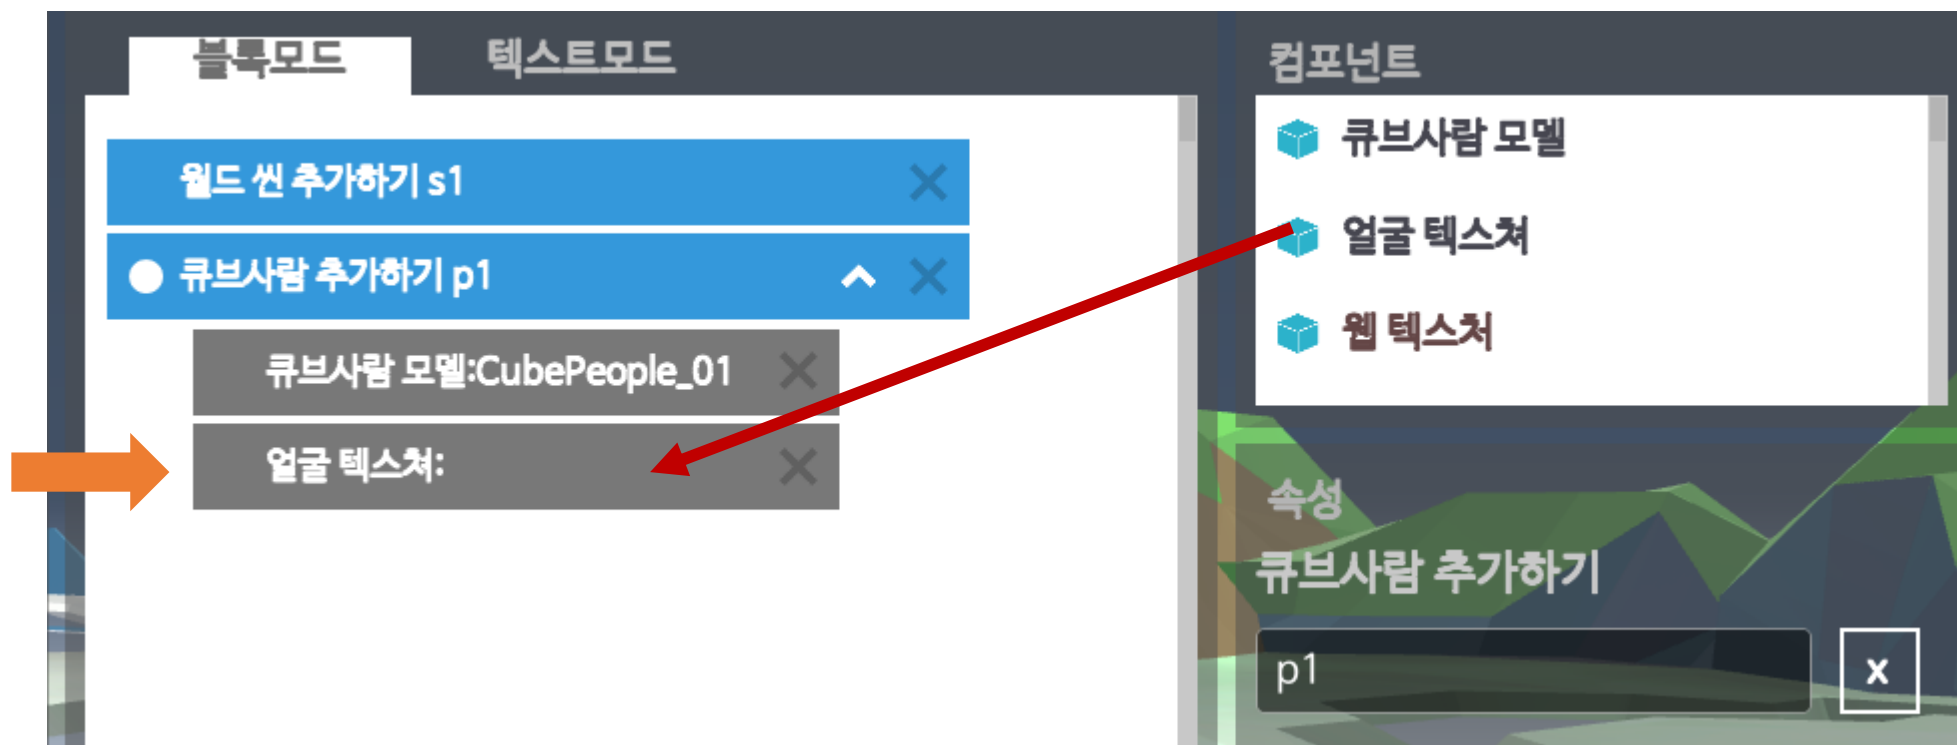 블록모드
텍스트모드
월드 씬 추가하기 s1
큐브사람 추가하기 p1
큐브사람 모델:CubePeople_01
얼굴 텍스쳐:
컴포넌트
큐브사람 모델
얼굴 텍스쳐
웹 텍스처
속성
큐브사람 추가하기
p1
x